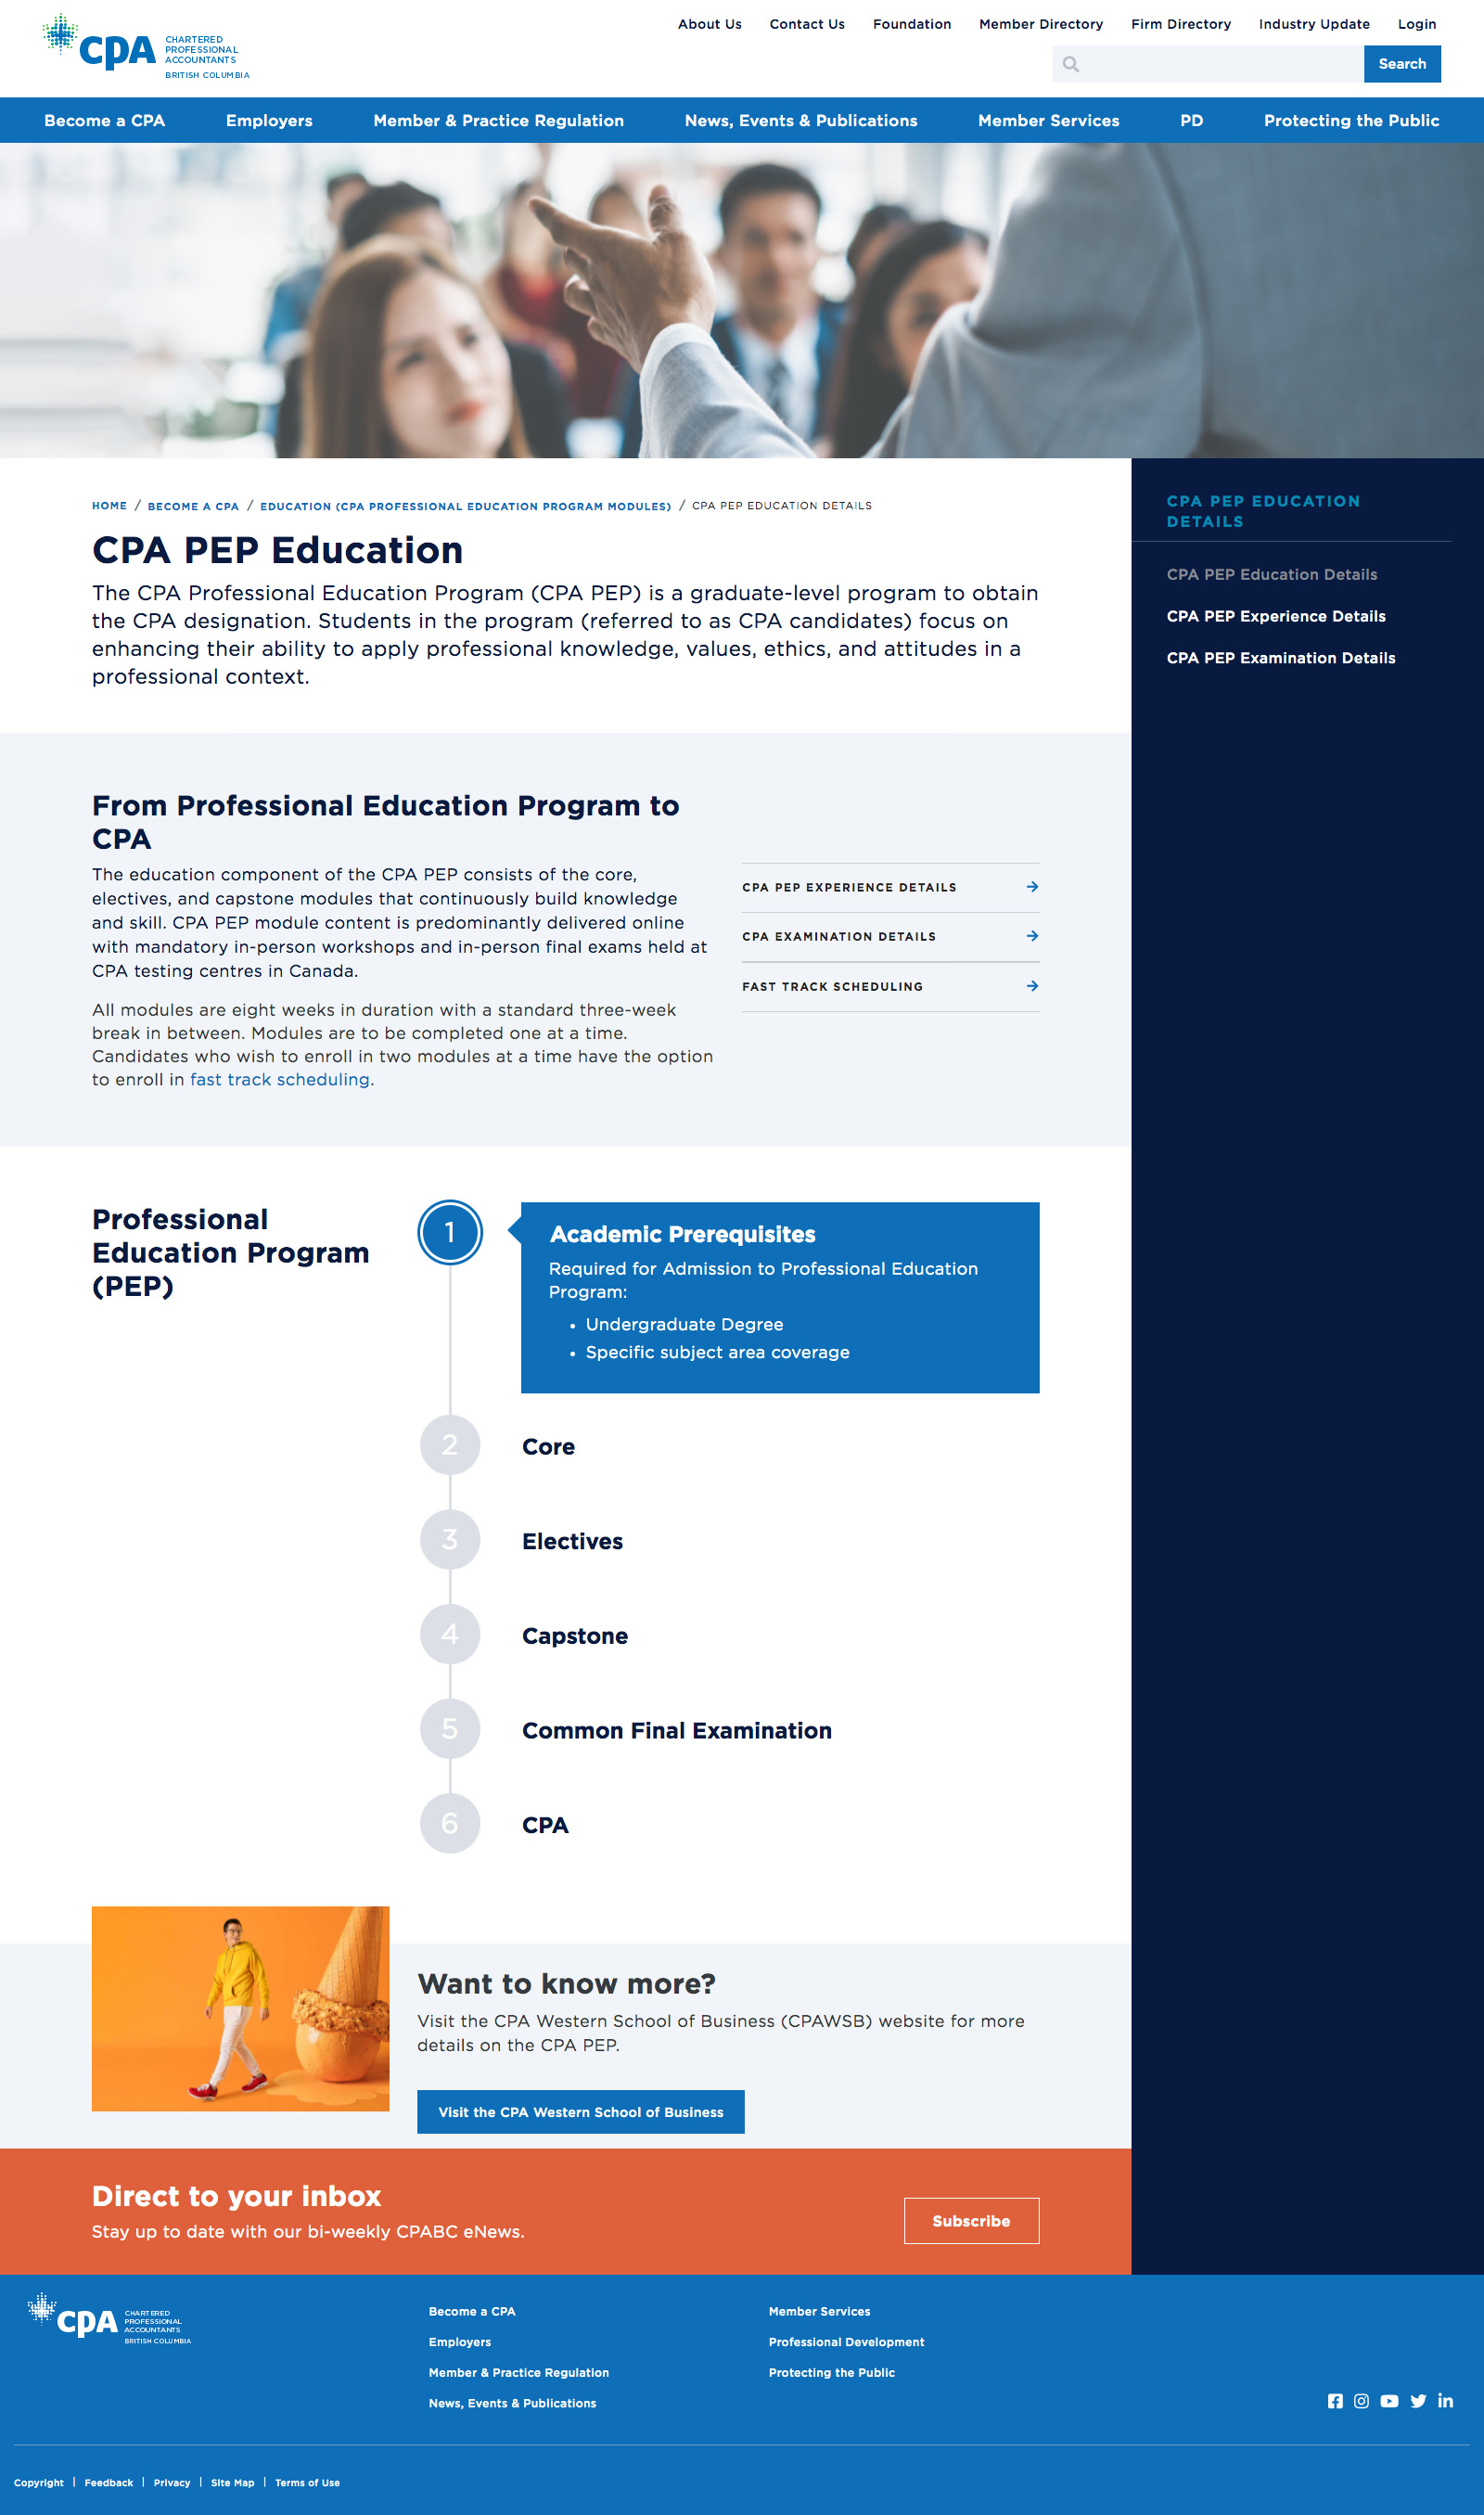 About Us Contact Us Foundation Member Directory Firm Directory Industry Update Login
CPA
CHARTERED
PROFESSIONAL
ACCOUNTANTS
BRITISH COLUMBIA
Search
Become a CPA Employers Member & Practice Regulation News, Events & Publications Member Services PD Protecting the Public
HOME / BECOME A CPA / EDUCATION (CPA PROFESSIONAL EDUCATION PROGRAM MODULES) / CPA PEP EDUCATION DETAILS
CPA PEP Education
The CPA Professional Education Program (CPA PEP) is a graduate-level program to obtain
the CPA designation. Students in the program (referred to as CPA candidates) focus on
enhancing their ability to apply professional knowledge, values, ethics, and attitudes in a
professional context.
CPA PEP EDUCATION
DETAILS
CPA PEP Education Details
CPA PEP Experience Details
CPA PEP Examination Details
From Professional Education Program to
CPA
The education component of the CPA PEP consists of the core,
electives, and capstone modules that continuously build knowledge
and skill. CPA PEP module content is predominantly delivered online
with mandatory in-person workshops and in-person final exams held at
CPA testing centres in Canada.
All modules are eight weeks in duration with a standard three-week
break in between. Modules are to be completed one at a time.
Candidates who wish to enroll in two modules at a time have the option
to enroll in fast track scheduling.
CPA PEP EXPERIENCE DETAILS
CPA EXAMINATION DETAILS
FAST TRACK SCHEDULING
Professional
Education Program
(PEP)
1
Academic Prerequisites
Required for Admission to Professional Education
Program:
• Undergraduate Degree
• Specific subject area coverage
2 Core
3 Electives
4 Capstone
5 Common Final Examination
6 CPA
Want to know more?
Visit the CPA Western School of Business (CPAWSB) website for more
details on the CPA PEP.
Visit the CPA Western School of Business
Direct to your inbox
Stay up to date with our bi-weekly CPABC eNews.
Subscribe
CPA
CHARTERED
PROFESSIONAL
ACCOUNTANTS
BRITISH COLUMBIA
Become a CPA
Employers
Member & Practice Regulation
News, Events & Publications
Member Services
Professional Development
Protecting the Public
Copyright | Feedback | Privacy | Site Map | Terms of Use